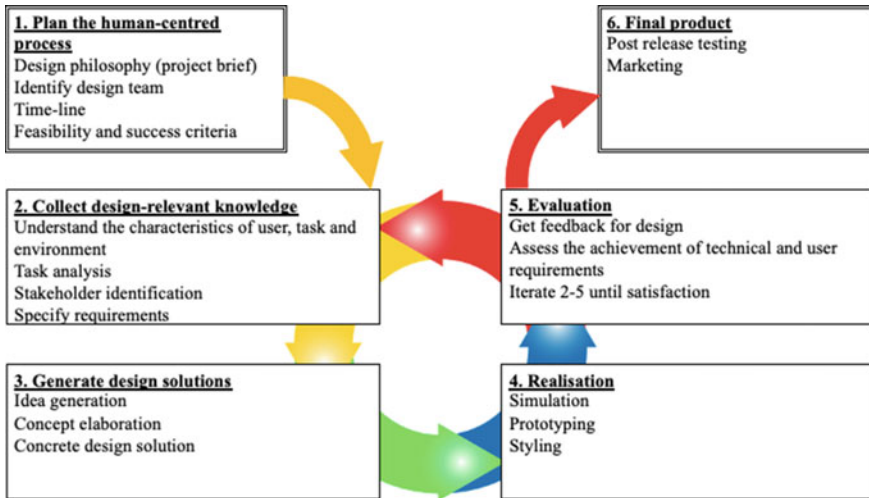 1. Plan the human-centred
process
Design philosophy (project brief)
Identify design team
Time-line
Feasibility and success criteria
2. Collect design-relevant knowledge
Understand the characteristics of user, task and
environment
Task analysis
Stakeholder identification
Specify requirements
3. Generate design solutions
Idea generation
Concept elaboration
Concrete design solution
4. Realisation
Simulation
Prototyping
Styling
5. Evaluation
Get feedback for design
Assess the achievement of technical and user
requirements
Iterate 2-5 until satisfaction
6. Final product
Post release testing
Marketing